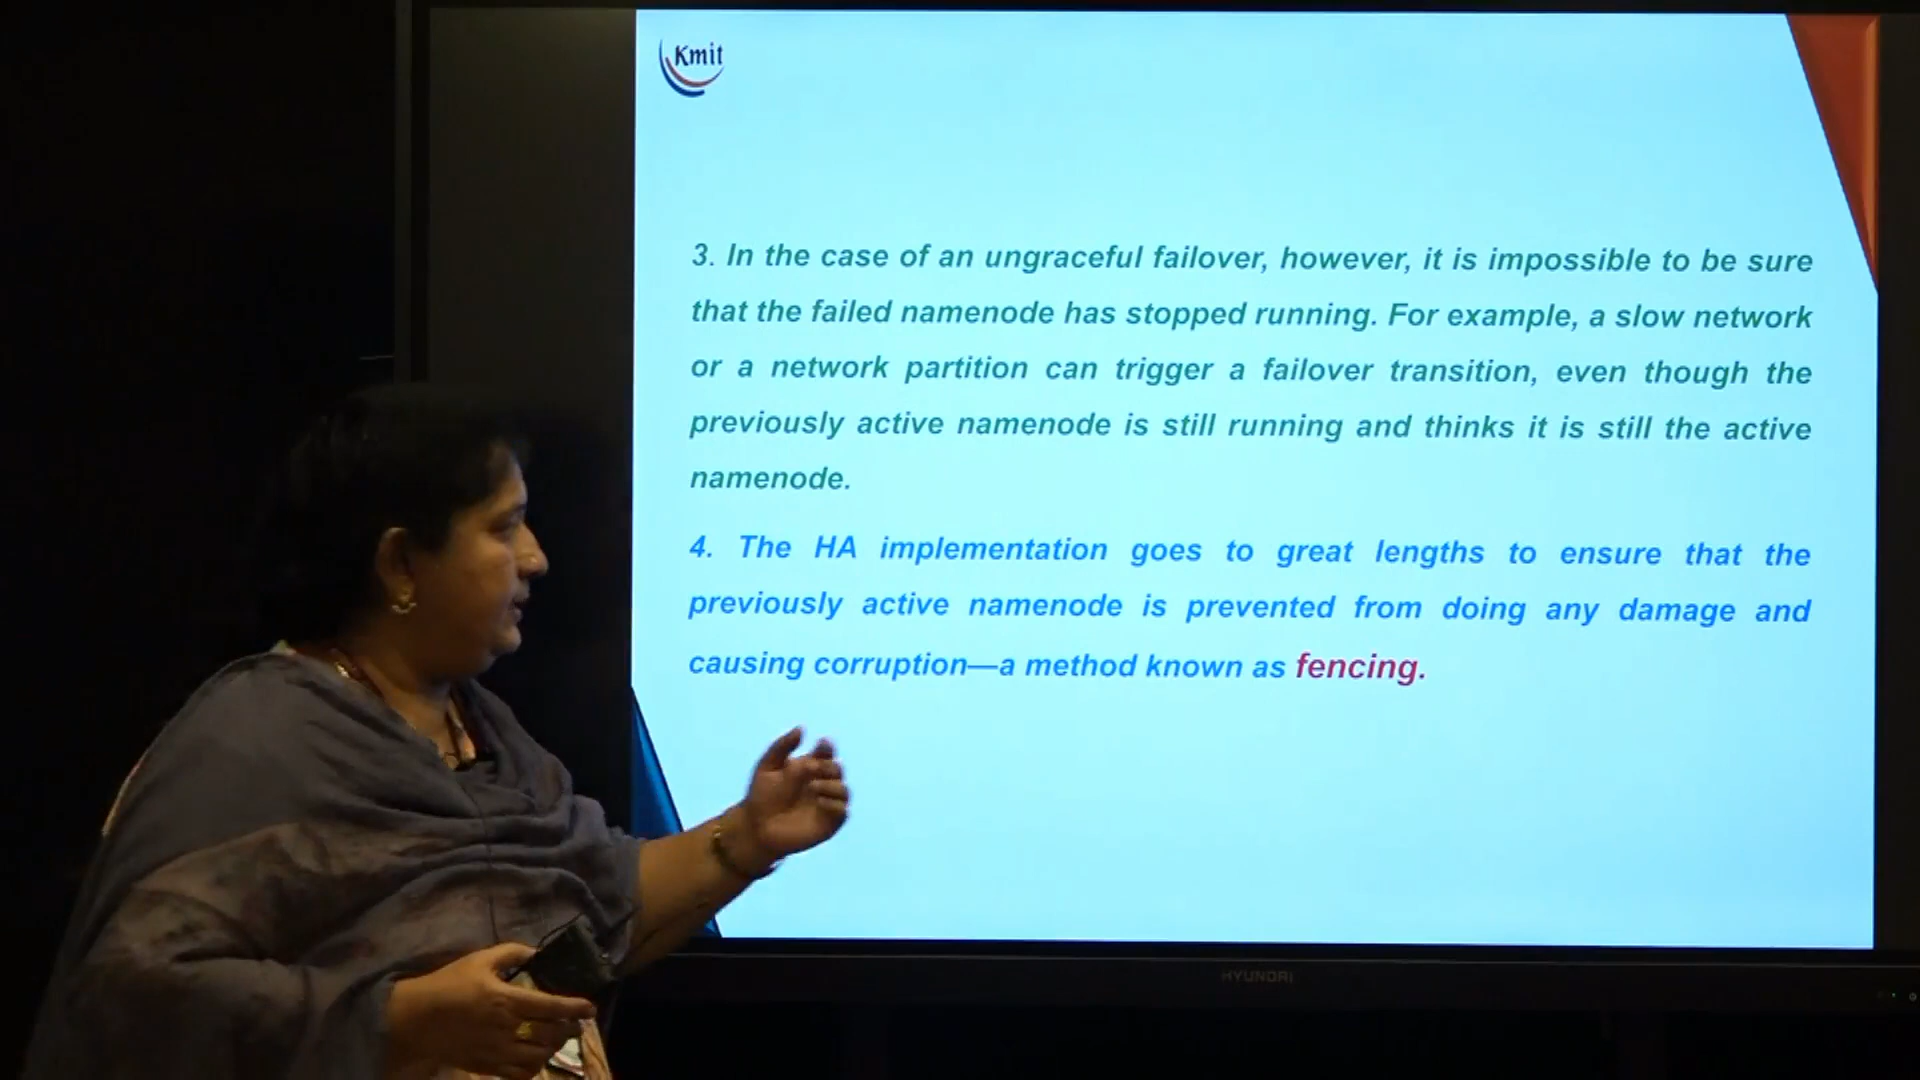 Kmit
3. In the case of an ungraceful failover, however, it is impossible to be sure
that the failed namenode has stopped running. For example, a slow network
or a network partition can trigger a failover transition, even though the
previously active namenode is still running and thinks it is still the active
namenode.
4. The HA implementation goes to great lengths to ensure that the
previously active namenode is prevented from doing any damage and
causing corruption—a method known as fencing.
HYUNDAI